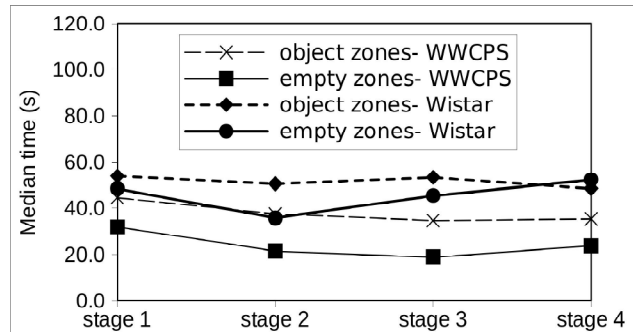 120.0
100.0
80.0
60.0
40.0
20.0
0.0
Median time (s)
object zones- WWCPS
empty zones- WWCPS
object zones- Wistar
empty zones- Wistar
stage 1
stage 2
stage 3
stage 4